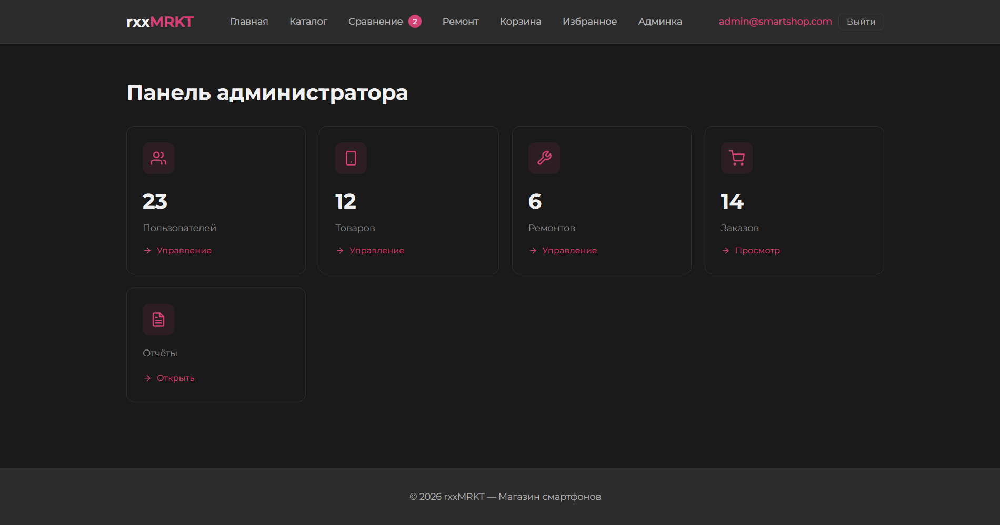 rxxMRKT Главная Каталог Сравнение 2 Ремонт Корзина Избранное Админка admin@smartshop.com Выйти
Панель администратора
23
Пользователей
→ Управление
12
Товаров
→ Управление
6
Ремонтов
→ Управление
14
Заказов
→ Просмотр
Отчёты
→ Открыть
© 2026 rxxMRKT — Магазин смартфонов